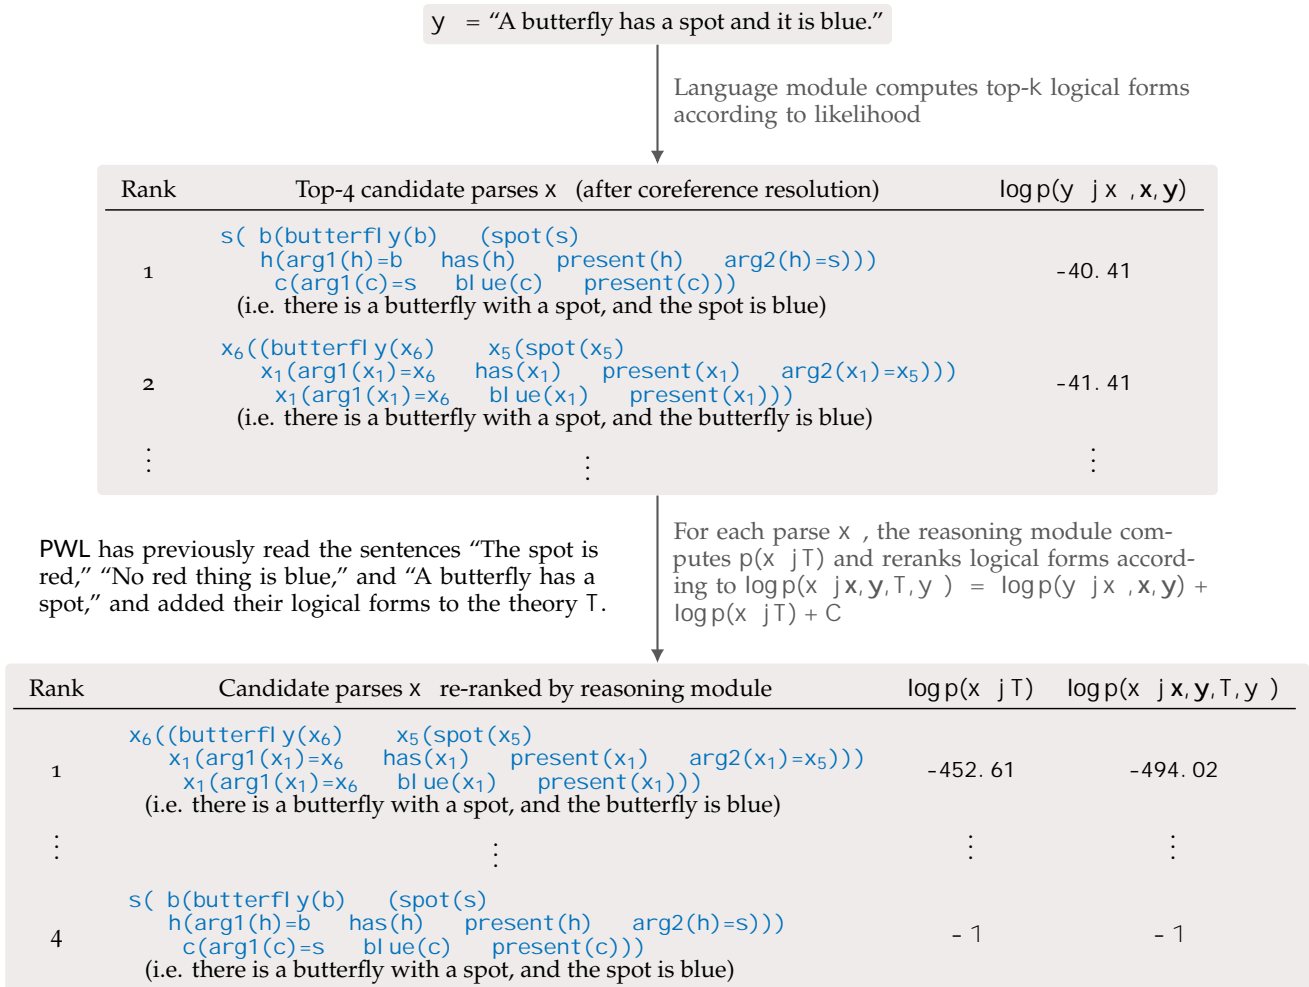 y = “A butterfly has a spot and it is blue.”
Language module computes top-k logical forms
according to likelihood
Rank Top-4 candidate parses x (after coreference resolution) log p(y j x , x, y)
s( b(butterfly(b) (spot(s)
h(arg1(h)=b has(h) present(h) arg2(h)=s)))
1 -40.41
c(arg1(c)=s blue(c) present(c)))
(i.e. there is a butterfly with a spot, and the spot is blue)
x₆((butterfly(x₆) x₅(spot(x₅)
x₁(arg1(x₁)=x₆ has(x₁) present(x₁) arg2(x₁)=x₅)))
2 -41.41
x₁(arg1(x₁)=x₆ blue(x₁) present(x₁)))
(i.e. there is a butterfly with a spot, and the butterfly is blue)
⋮ ⋮ ⋮
PWL has previously read the sentences “The spot is
red,” “No red thing is blue,” and “A butterfly has a
spot,” and added their logical forms to the theory T.
For each parse x , the reasoning module com-
putes p(x jT) and reranks logical forms accord-
ing to log p(x jx, y, T, y ) = log p(y jx , x, y) +
log p(x jT) + C
Rank Candidate parses x re-ranked by reasoning module log p(x jT) log p(x jx, y, T, y )
x₆((butterfly(x₆) x₅(spot(x₅)
x₁(arg1(x₁)=x₆ has(x₁) present(x₁) arg2(x₁)=x₅)))
1 -452.61 -494.02
x₁(arg1(x₁)=x₆ blue(x₁) present(x₁)))
(i.e. there is a butterfly with a spot, and the butterfly is blue)
⋮ ⋮ ⋮ ⋮
s( b(butterfly(b) (spot(s)
h(arg1(h)=b has(h) present(h) arg2(h)=s)))
4 - 1 - 1
c(arg1(c)=s blue(c) present(c)))
(i.e. there is a butterfly with a spot, and the spot is blue)